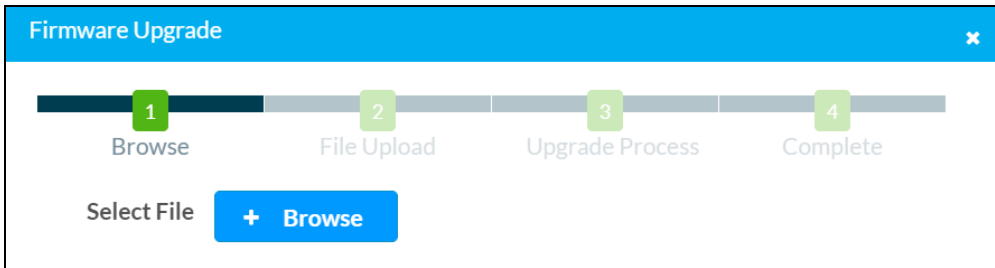 Firmware Upgrade
1 2 3 4
Browse File Upload Upgrade Process Complete
Select File + Browse